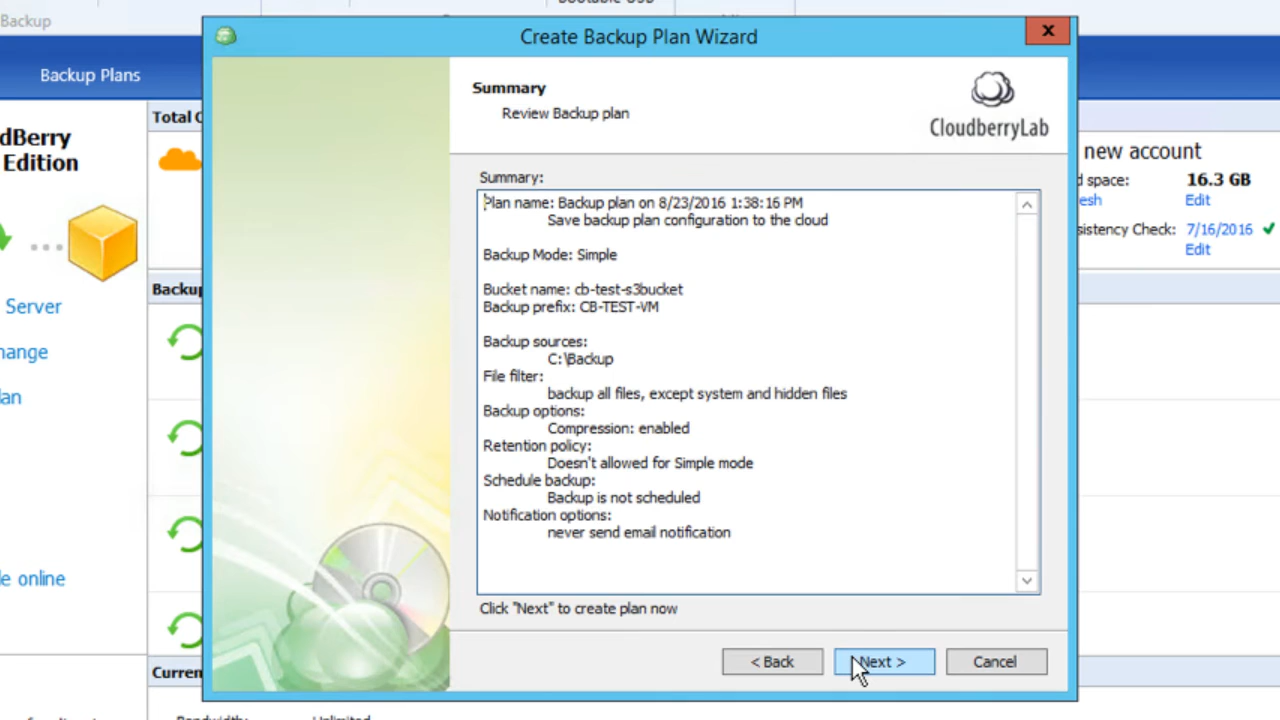 Backup
Create Backup Plan Wizard
X
Backup Plans
Summary
Review Backup plan
CloudberryLab
Total C
dBerry
Edition
new account
d space:
16.3 GB
esh
Edit
sistency Check:
7/16/2016
Edit
Summary:
Plan name: Backup plan on 8/23/2016 1:38:16 PM
Save backup plan configuration to the cloud
Backup Mode: Simple
Bucket name: cb-test-s3bucket
Backup prefix: CB-TEST-VM
Backup sources:
C:\Backup
File filter:
backup all files, except system and hidden files
Backup options:
Compression: enabled
Retention policy:
Doesn't allowed for Simple mode
Schedule backup:
Backup is not scheduled
Notification options:
never send email notification
Backup
Server
hange
lan
le online
Click "Next" to create plan now
< Back
Next >
Cancel
Curren
Bandwidth:
Unlimited